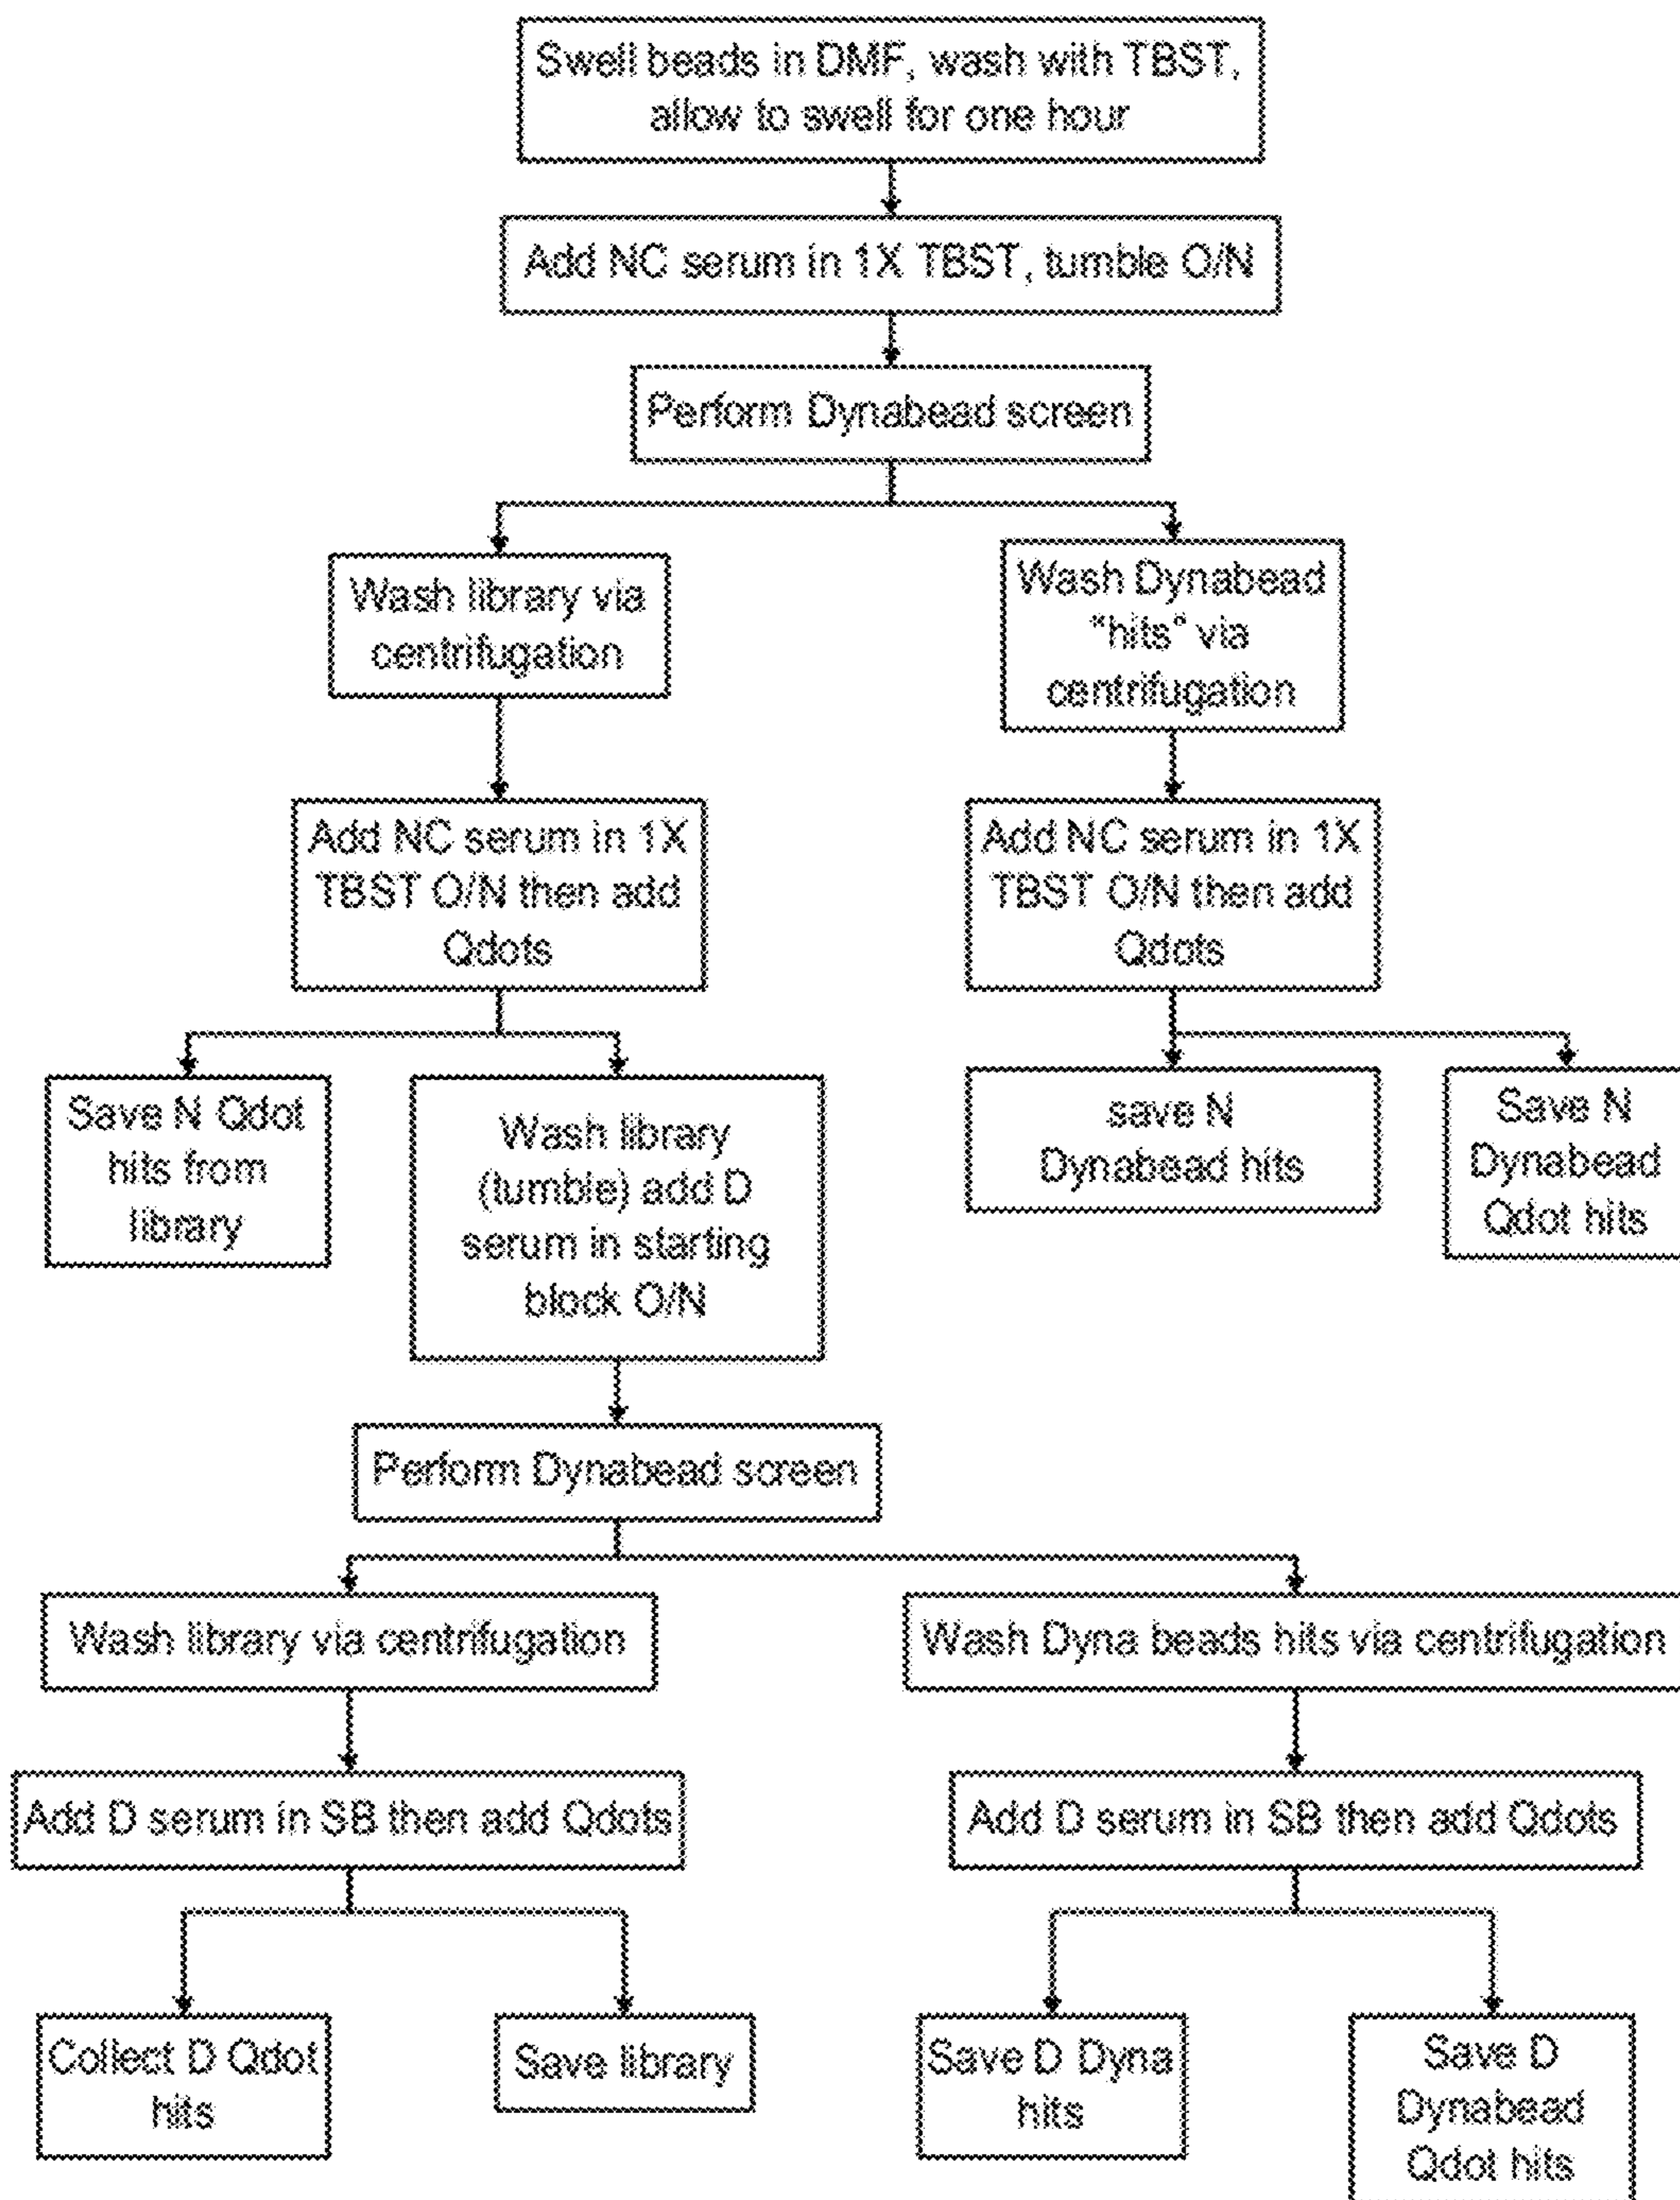 Swell beads in DMF, wash with TBST,
allow to swell for one hour
Add NC serum in 1X TBST, tumble O/N
Perform Dynabead screen
Wash library via
centrifugation
Wash Dynabead
"hits" via
centrifugation
Add NC serum in 1X
TBST O/N then add
Qdots
Add NC serum in 1X
TBST O/N then add
Qdots
Save N Qdot
hits from
library
Wash library
(tumble) add D
serum in starting
block O/N
save N
Dynabead hits
Save N
Dynabead
Qdot hits
Perform Dynabead screen
Wash library via centrifugation
Wash Dyna beads hits via centrifugation
Add D serum in SB then add Qdots
Add D serum in SB then add Qdots
Collect D Qdot
hits
Save library
Save D Dyna
hits
Save D
Dynabead
Qdot hits